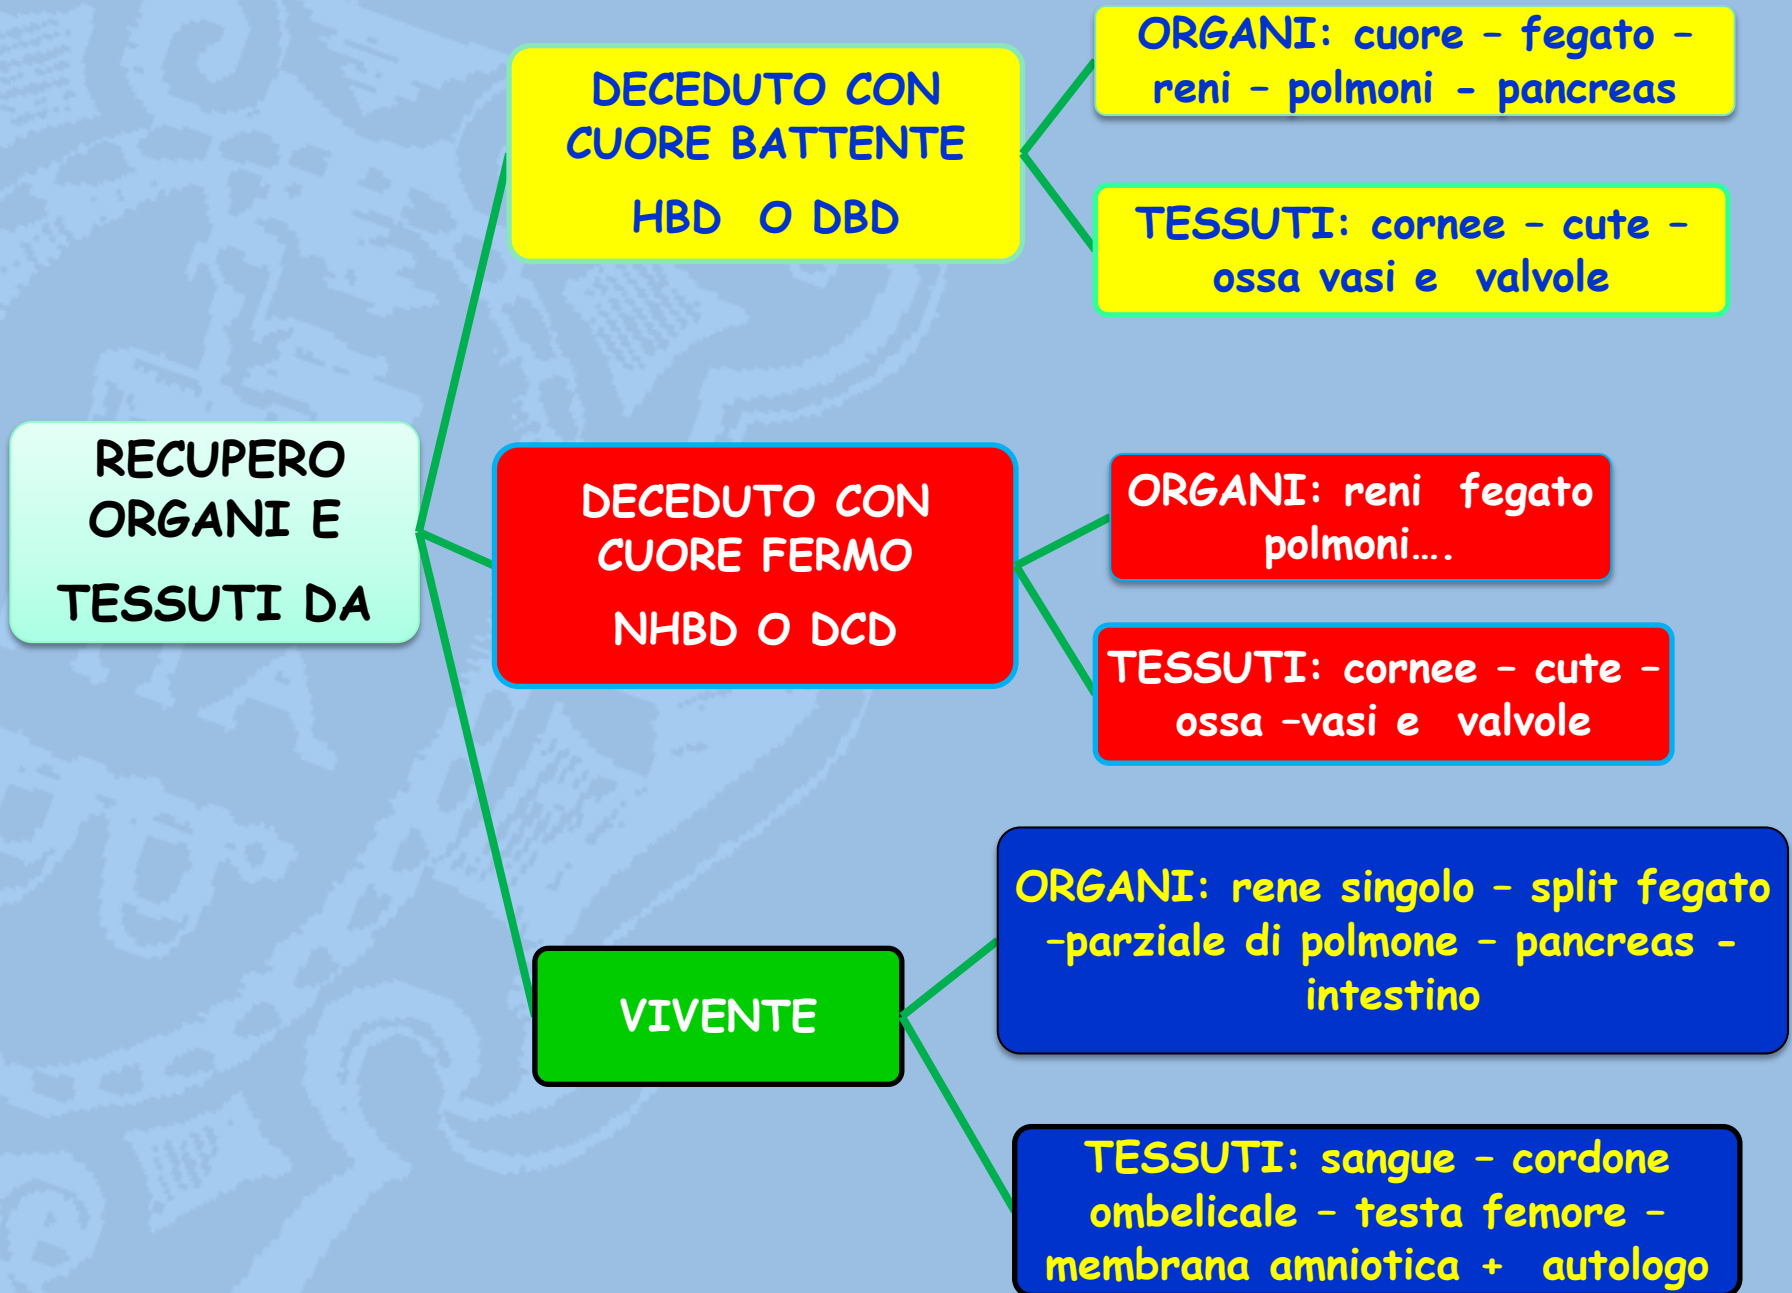 RECUPERO
ORGANI E
TESSUTI DA
DECEDUTO CON
CUORE BATTENTE
HBD O DBD
ORGANI: cuore – fegato –
reni – polmoni - pancreas
TESSUTI: cornee – cute –
ossa vasi e valvole
DECEDUTO CON
CUORE FERMO
NHBD O DCD
ORGANI: reni fegato
polmoni….
TESSUTI: cornee – cute –
ossa –vasi e valvole
VIVENTE
ORGANI: rene singolo – split fegato
–parziale di polmone – pancreas -
intestino
TESSUTI: sangue – cordone
ombelicale – testa femore –
membrana amniotica + autologo